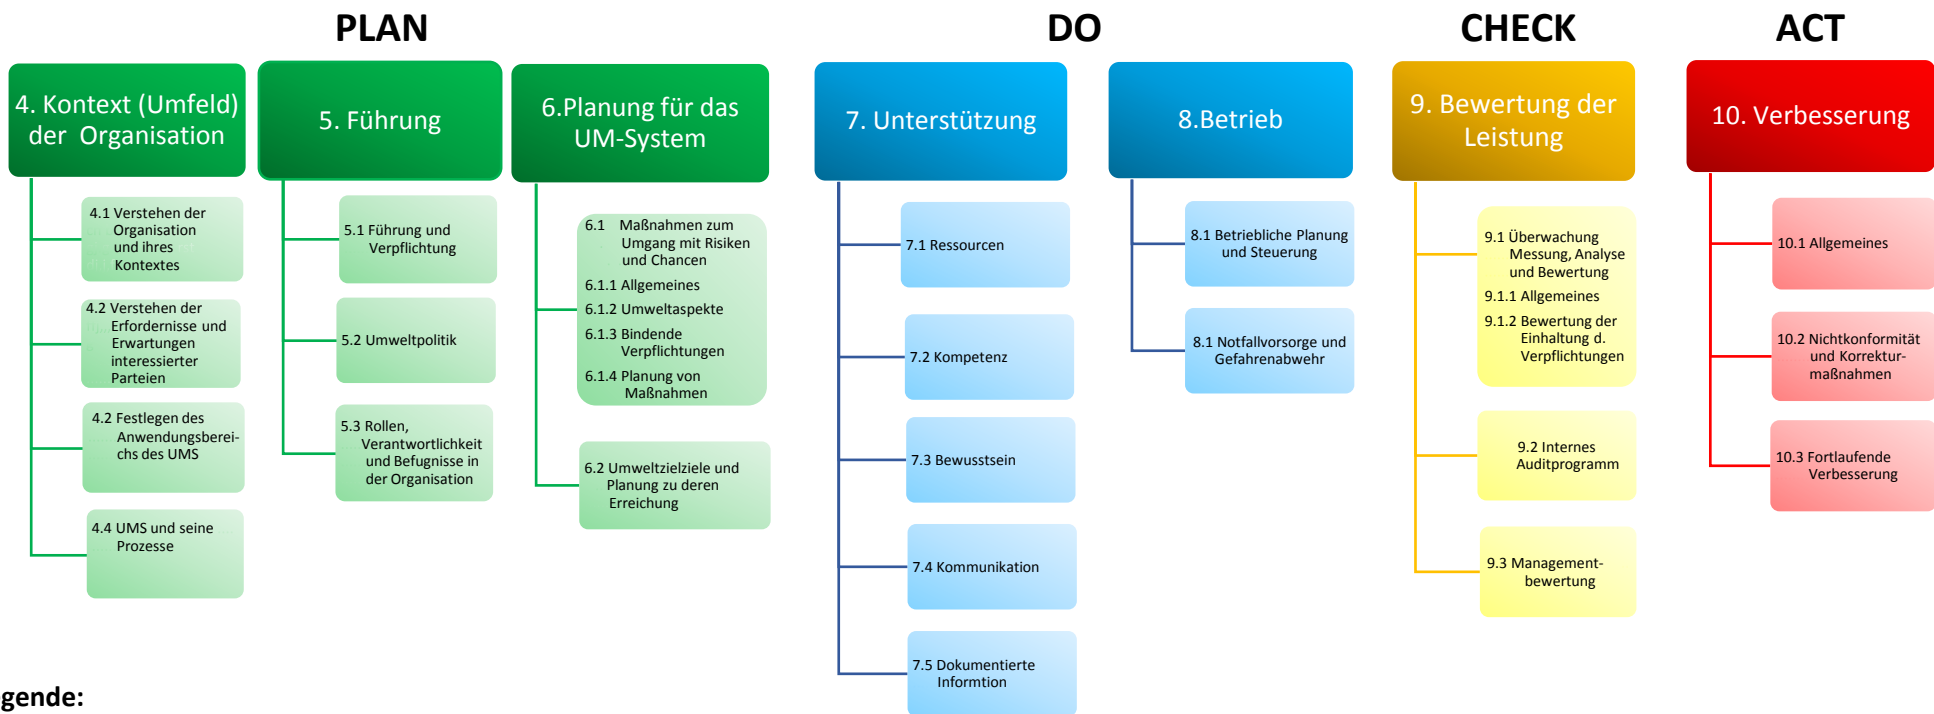 PLAN
DO
CHECK
ACT
4. Kontext (Umfeld)
der Organisation
4.1 Verstehen der
Organisation
und ihres
Kontextes
4.2 Verstehen der
Erfordernisse und
Erwartungen
interessierter
Parteien
4.2 Festlegen des
Anwendungsberei-
chs des UMS
4.4 UMS und seine
Prozesse
5. Führung
5.1 Führung und
Verpflichtung
5.2 Umweltpolitik
5.3 Rollen,
Verantwortlichkeit
und Befugnisse in
der Organisation
6.Planung für das
UM-System
6.1 Maßnahmen zum
Umgang mit Risiken
und Chancen
6.1.1 Allgemeines
6.1.2 Umweltaspekte
6.1.3 Bindende
Verpflichtungen
6.1.4 Planung von
Maßnahmen
6.2 Umweltzielziele und
Planung zu deren
Erreichung
7. Unterstützung
7.1 Ressourcen
7.2 Kompetenz
7.3 Bewusstsein
7.4 Kommunikation
7.5 Dokumentierte
Informtion
8.Betrieb
8.1 Betriebliche Planung
und Steuerung
8.1 Notfallvorsorge und
Gefahrenabwehr
9. Bewertung der
Leistung
9.1 Überwachung
Messung, Analyse
und Bewertung
9.1.1 Allgemeines
9.1.2 Bewertung der
Einhaltung d.
Verpflichtungen
9.2 Internes
Auditprogramm
9.3 Management-
bewertung
10. Verbesserung
10.1 Allgemeines
10.2 Nichtkonformität
und Korrektur-
maßnahmen
10.3 Fortlaufende
Verbesserung
gende: